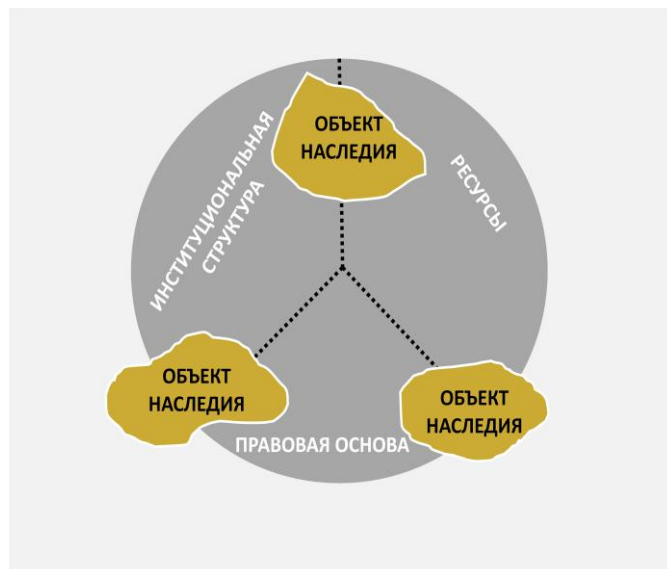 ОБЪЕКТ
НАСЛЕДИЯ
ИНСТИТУЦИОНАЛЬНАЯ
СТРУКТУРА
РЕСУРСЫ
ОБЪЕКТ
НАСЛЕДИЯ
ОБЪЕКТ
НАСЛЕДИЯ
ПРАВОВАЯ ОСНОВА